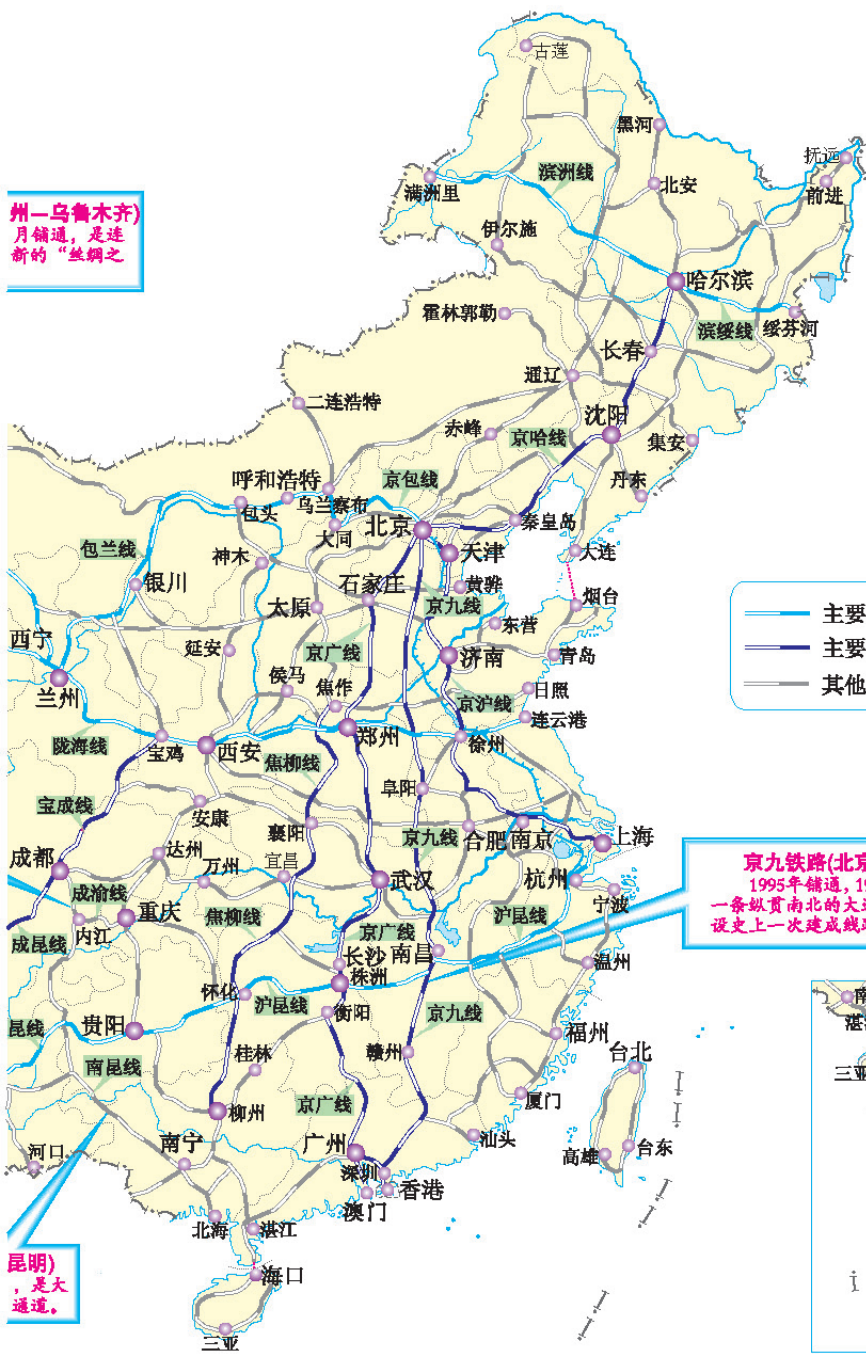 古莲
黑河
抚远
滨洲线
满洲里
北安
前进
州—乌鲁木齐)
月铺通，是连
新的“丝绸之
伊尔施
哈尔滨
霍林郭勒
滨绥线
绥芬河
长春
通辽
二连浩特
沈阳
赤峰
京哈线
集安
呼和浩特
京包线
丹东
包头
乌兰察布
北京
秦皇岛
大同
包兰线
天津
大连
神木
银川
石家庄
黄骅
京九线
烟台
太原
主要
东营
西宁
延安
京广线
济南
青岛
主要
兰州
侯马
焦作
京沪线
日照
其他
连云港
陇海线
宝鸡
西安
郑州
徐州
焦柳线
阜阳
宝成线
安康
襄阳
京九线
合肥
南京
上海
成都
达州
万州
宜昌
武汉
杭州
京九铁路(北京
1995年铺通，19
一条纵贯南北的大通
设史上一次建成线路
成渝线
重庆
内江
焦柳线
京广线
沪昆线
宁波
成昆线
长沙
南昌
温州
株洲
怀化
沪昆线
衡阳
京九线
昆线
贵阳
福州
南昆线
桂林
赣州
台北
柳州
京广线
厦门
河口
南宁
广州
汕头
高雄
台东
深圳
香港
澳门
北海
湛江
昆明)
，是大
通道。
海口
三亚
南
湛
三亚